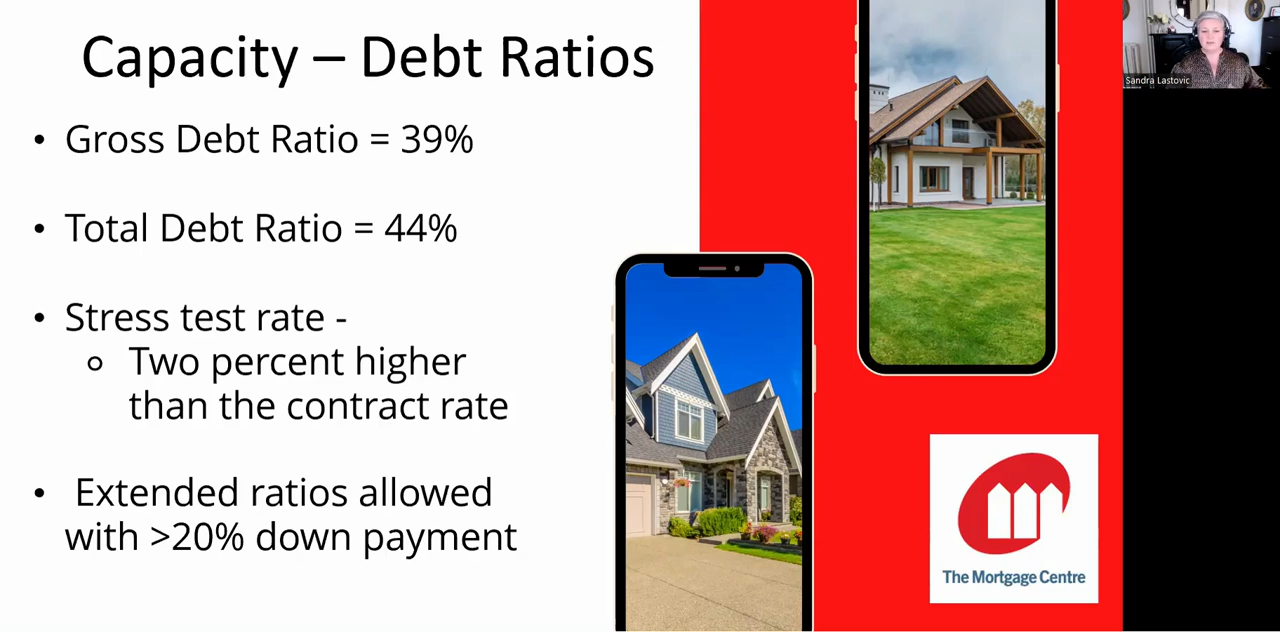 Capacity – Debt Ratios
• Gross Debt Ratio = 39%
• Total Debt Ratio = 44%
• Stress test rate -
○ Two percent higher
than the contract rate
• Extended ratios allowed
with >20% down payment
The Mortgage Centre
Sandra Lastovic